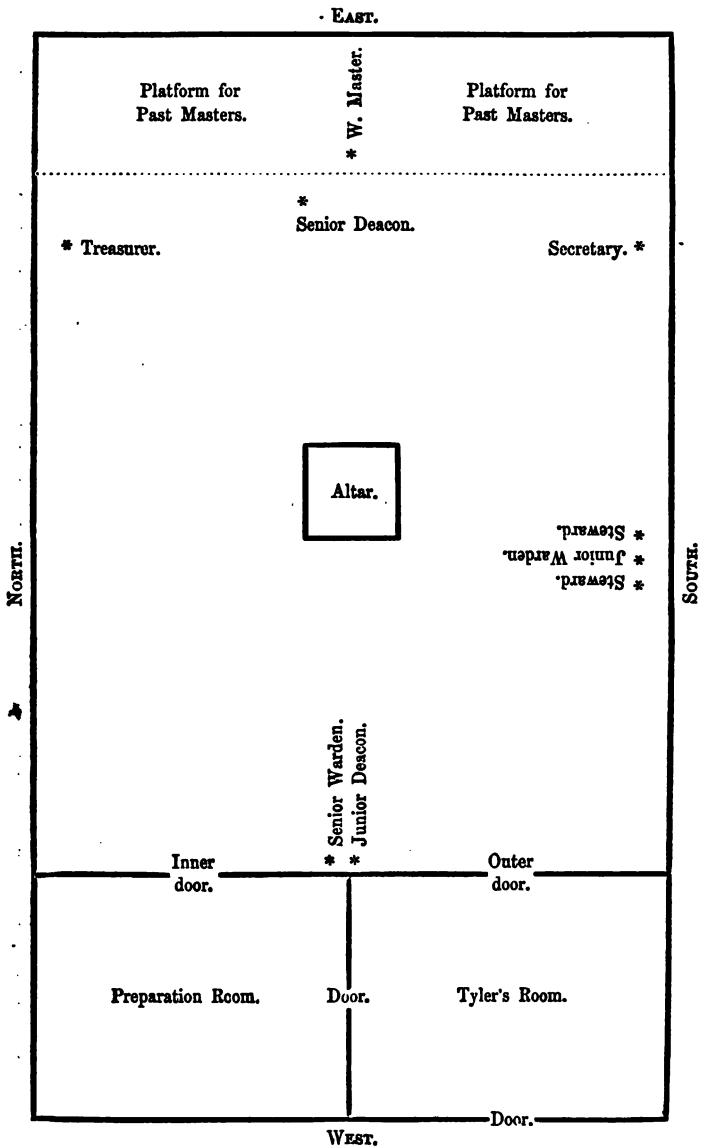 EAST.
Platform for
Past Masters.
* W. Master.
Platform for
Past Masters.
*
Senior Deacon.
* Treasurer.
Secretary. *
Altar.
* Steward.
* Junior Warden.
* Steward.
NORTH.
SOUTH.
* Senior Warden.
* Junior Deacon.
Inner
door.
Outer
door.
Preparation Room.
Door.
Tyler's Room.
Door.
WEST.